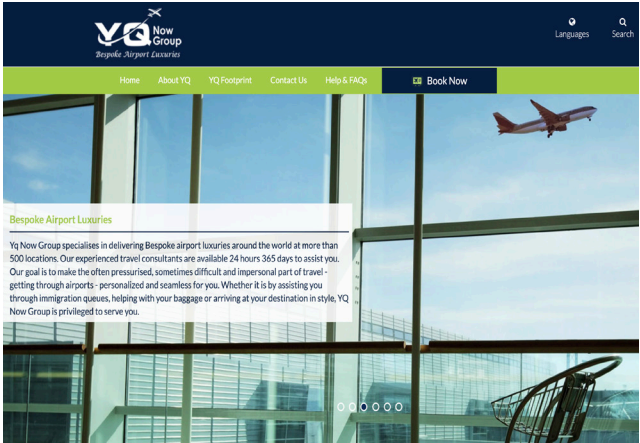 YQ Now
Group
Bespoke Airport Luxuries
Languages
Search
Home About YQ YQ Footprint Contact Us Help & FAQs Book Now
Bespoke Airport Luxuries
Yq Now Group specialises in delivering Bespoke airport luxuries around the world at more than
500 locations. Our experienced travel consultants are available 24 hours 365 days to assist you.
Our goal is to make the often pressurised, sometimes difficult and impersonal part of travel -
getting through airports - personalized and seamless for you. Whether it is by assisting you
through immigration queues, helping with your baggage or arriving at your destination in style, YQ
Now Group is privileged to serve you.